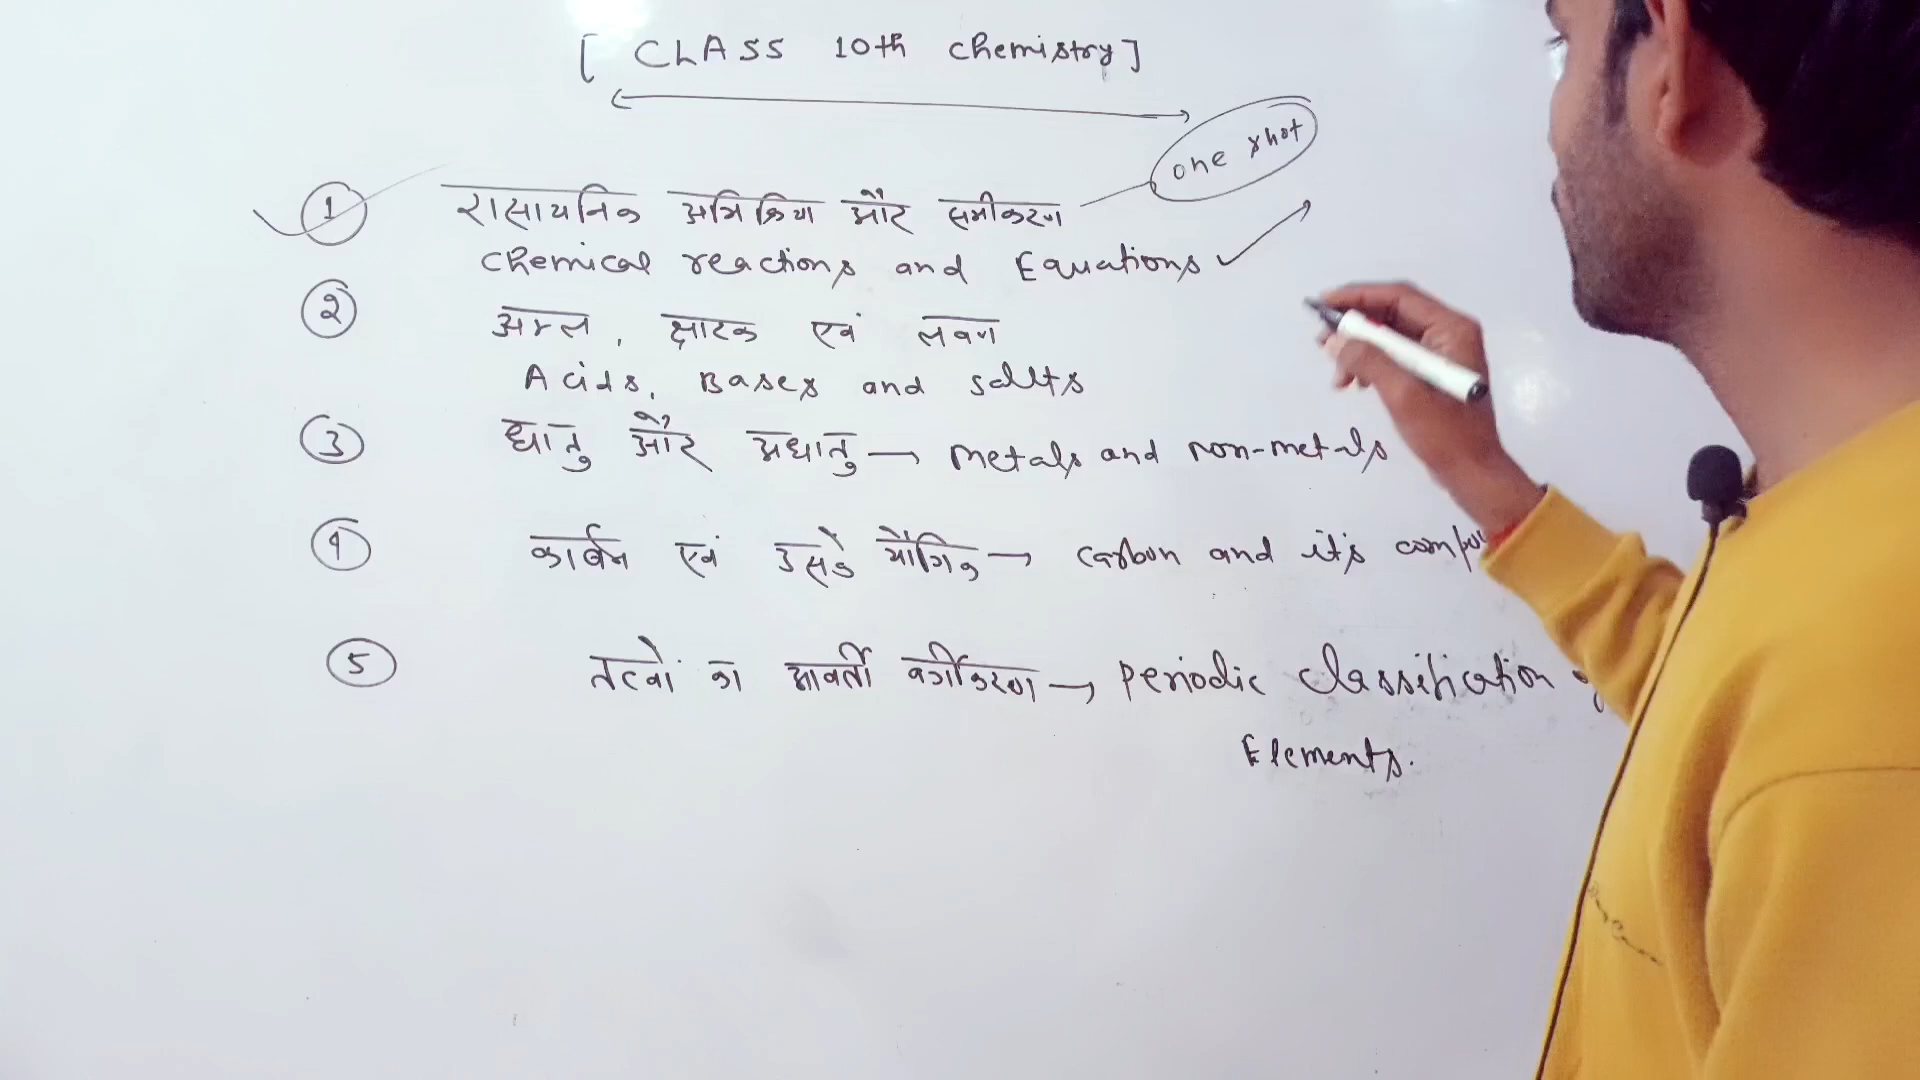 [ CLASS 10th chemistry ]
one shot
1 रासायनिक अभिक्रिया और समीकरण
chemical reactions and Equations
2 अम्ल, क्षारक एवं लवण
Acids, Bases and salts
3 धातु और अधातु → metals and non-metals
4 कार्बन एवं उसके यौगिक → carbon and it's compou
5 तत्वों का आवर्ती वर्गीकरण → periodic classification
Elements.